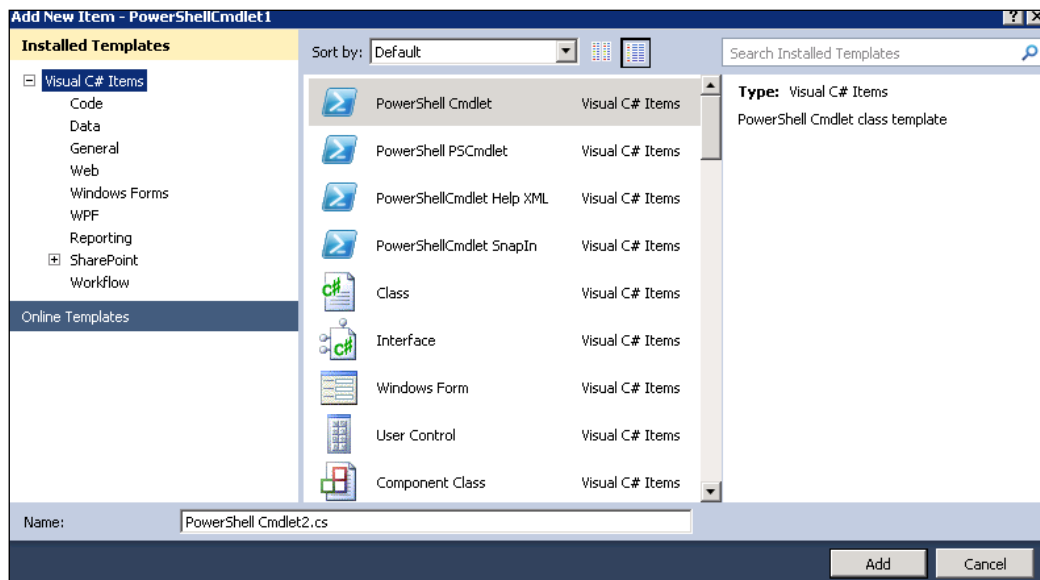 Add New Item - PowerShellCmdlet1
Installed Templates
Visual C# Items
Code
Data
General
Web
Windows Forms
WPF
Reporting
SharePoint
Workflow
Online Templates
Sort by: Default
PowerShell Cmdlet Visual C# Items
PowerShell PSCmdlet Visual C# Items
PowerShellCmdlet Help XML Visual C# Items
PowerShellCmdlet SnapIn Visual C# Items
Class Visual C# Items
Interface Visual C# Items
Windows Form Visual C# Items
User Control Visual C# Items
Component Class Visual C# Items
Search Installed Templates
Type: Visual C# Items
PowerShell Cmdlet class template
Name: PowerShell Cmdlet2.cs
Add Cancel